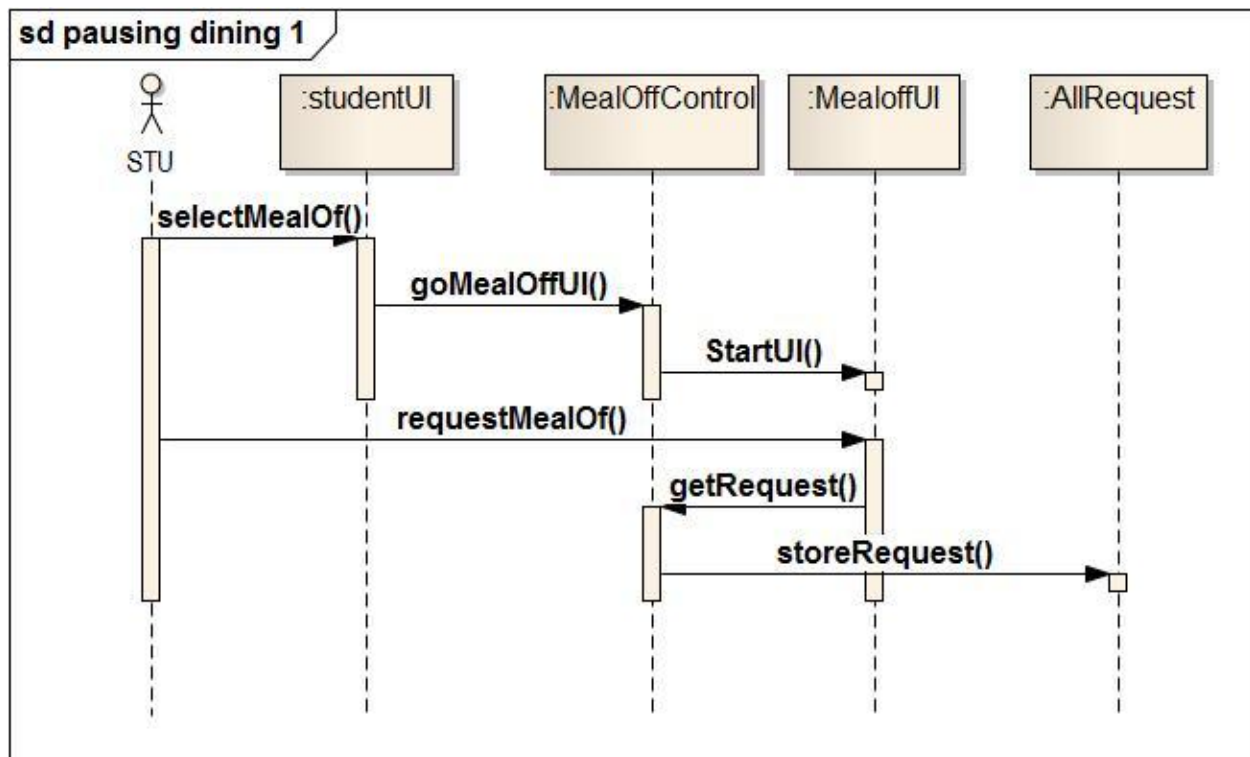 sd pausing dining 1
:studentUI
:MealOffControl
:MealoffUI
:AllRequest
STU
selectMealOf()
goMealOffUI()
StartUI()
requestMealOf()
getRequest()
storeRequest()